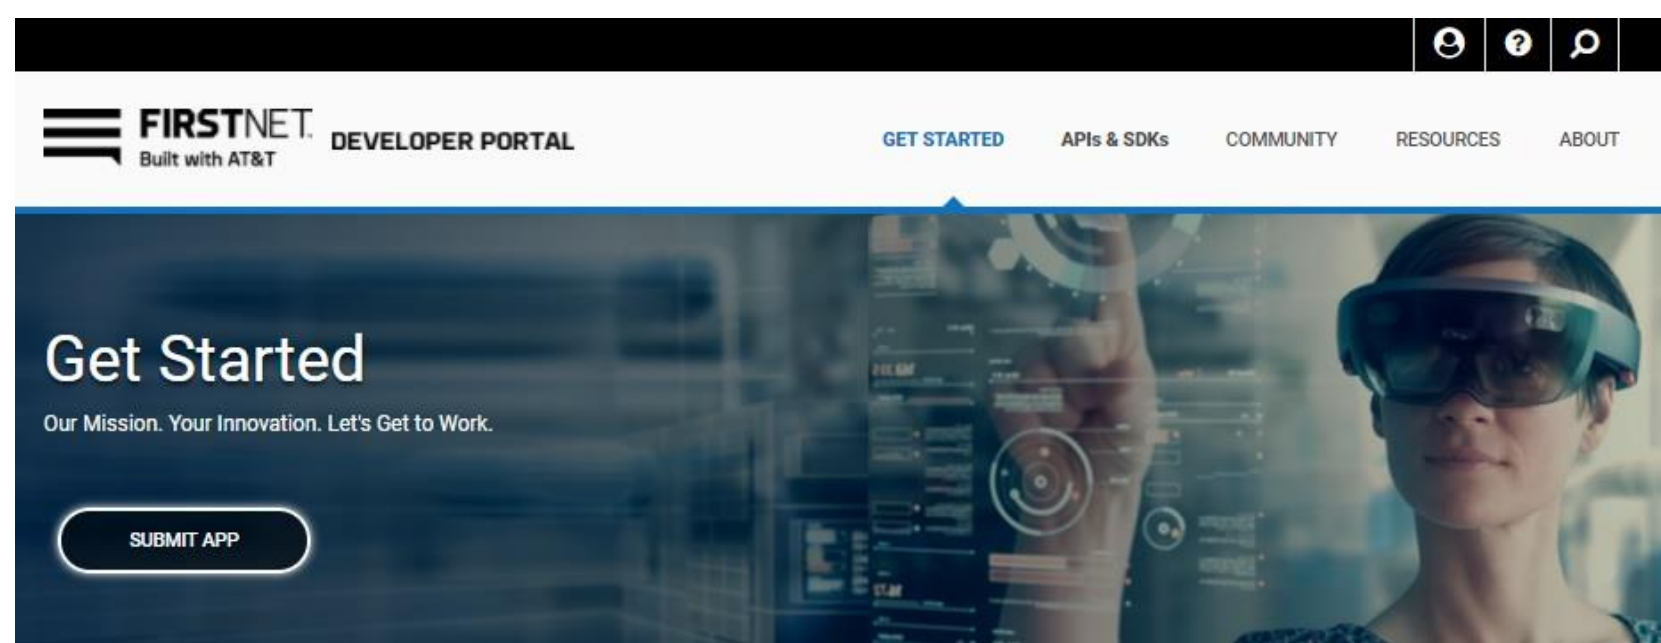 FIRSTNET
Built with AT&T
DEVELOPER PORTAL
GET STARTED
APIs & SDKs
COMMUNITY
RESOURCES
ABOUT
Get Started
Our Mission. Your Innovation. Let's Get to Work.
SUBMIT APP